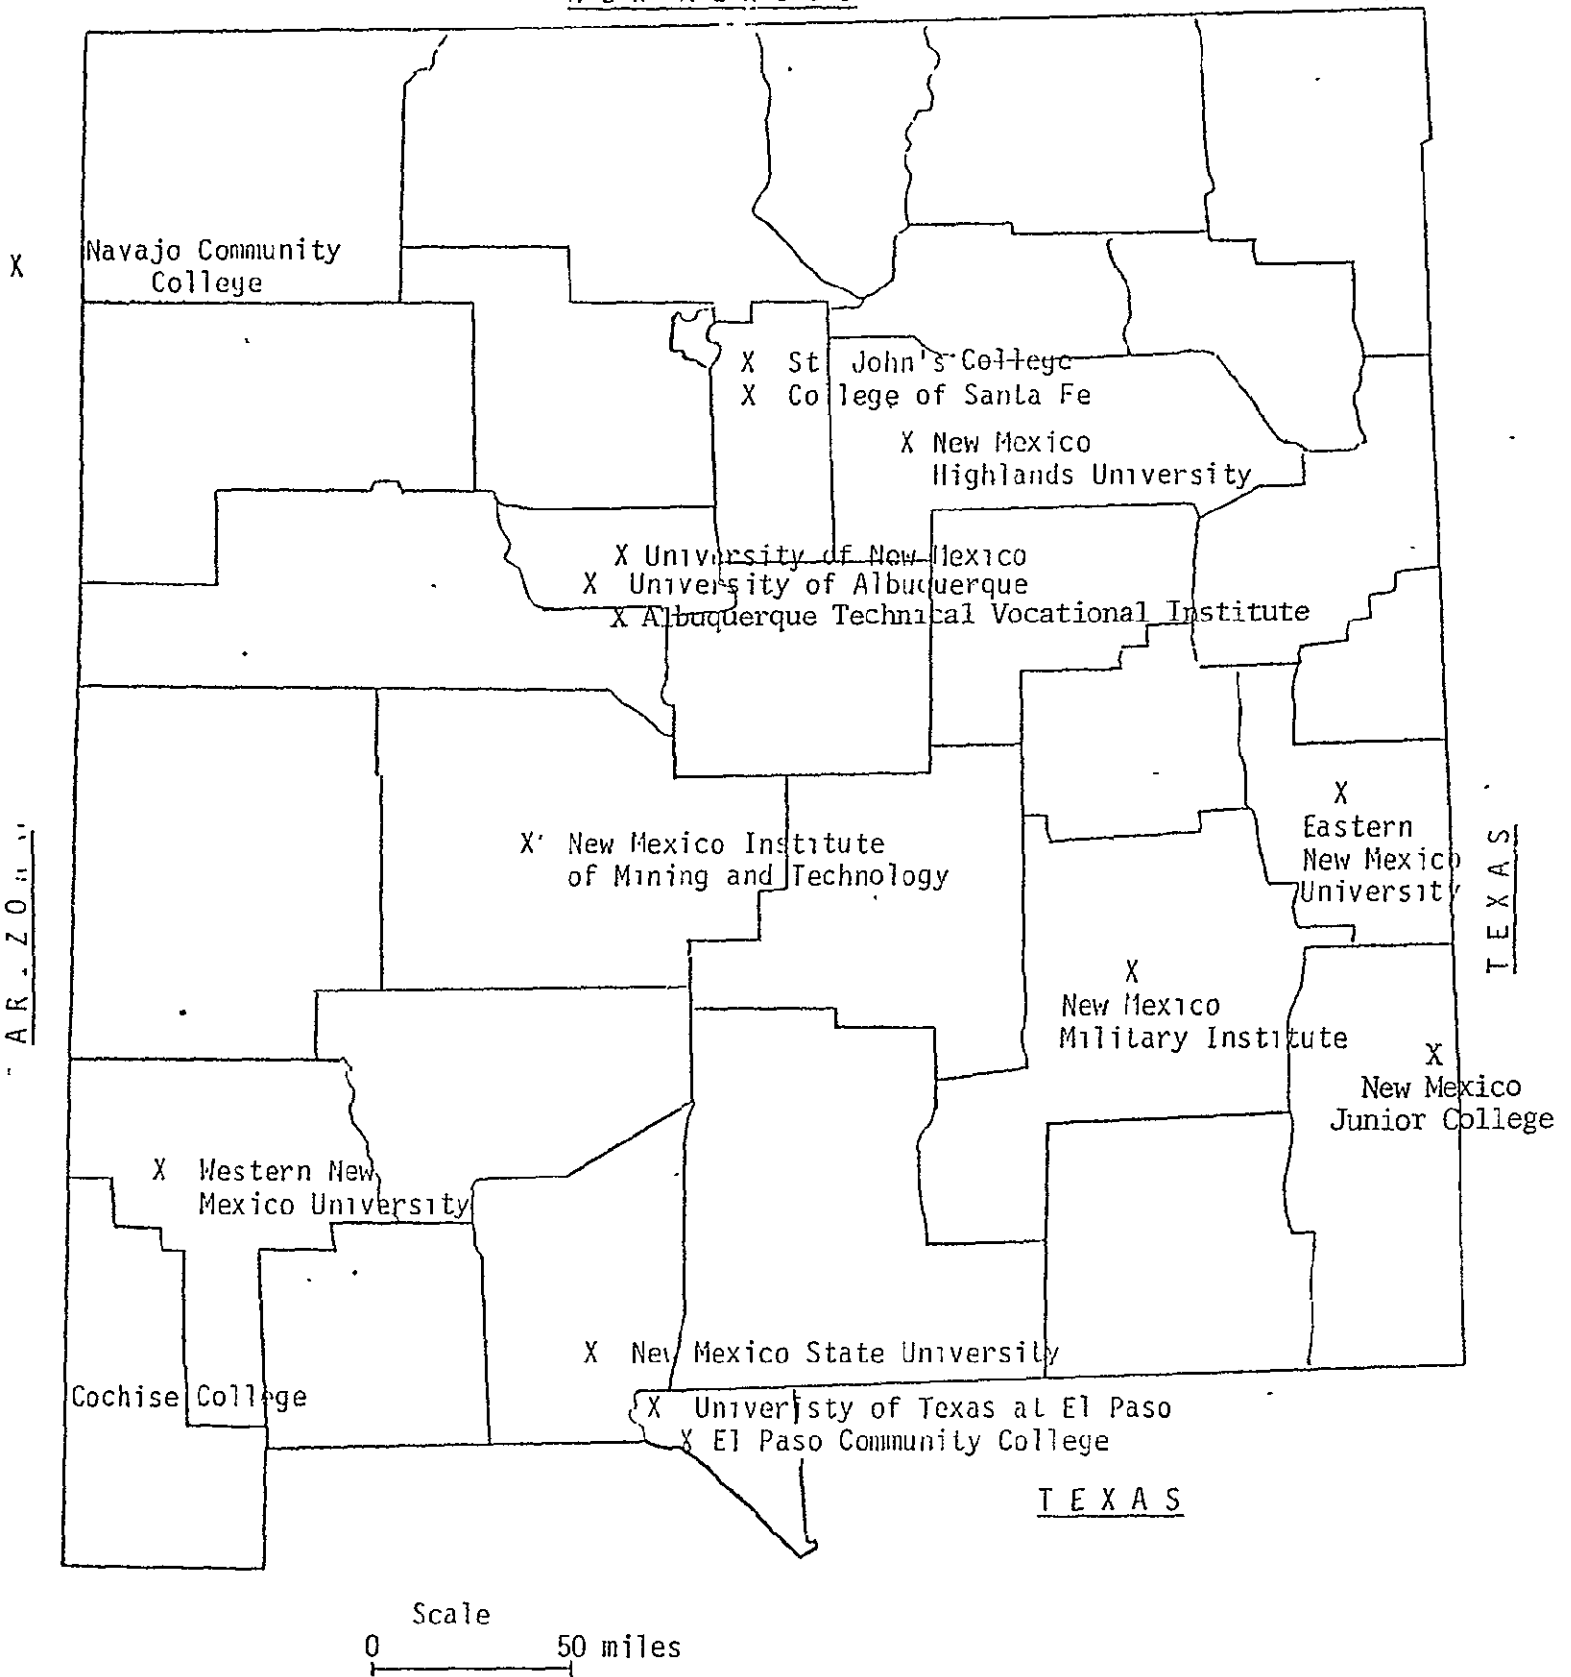 Navajo Community
X
College
X St John's College
X College of Santa Fe
X New Mexico
Highlands University
X University of New Mexico
X University of Albuquerque
X Albuquerque Technical Vocational Institute
X
Eastern
New Mexico
University
X New Mexico Institute
of Mining and Technology
TEXAS
X
New Mexico
Military Institute
X
New Mexico
Junior College
X Western New
Mexico University
X New Mexico State University
Cochise College
X Univeristy of Texas at El Paso
X El Paso Community College
TEXAS
Scale
0 50 miles